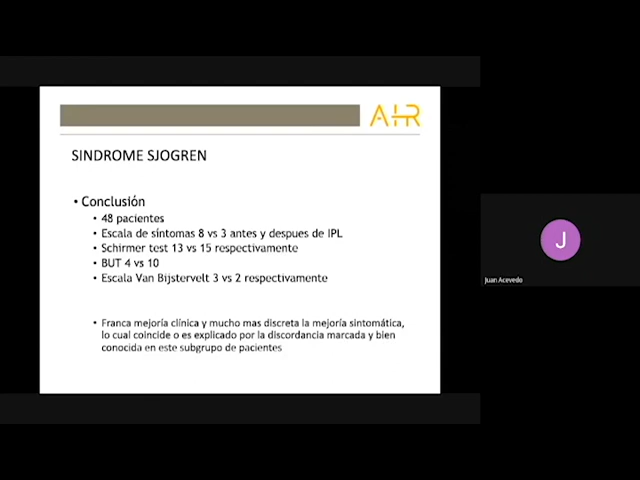 AHR
SINDROME SJOGREN
• Conclusión
• 48 pacientes
• Escala de síntomas 8 vs 3 antes y despues de IPL
• Schirmer test 13 vs 15 respectivamente
• BUT 4 vs 10
• Escala Van Bijstervelt 3 vs 2 respectivamente
• Franca mejoría clínica y mucho mas discreta la mejoría sintomática,
lo cual coincide o es explicado por la discordancia marcada y bien
conocida en este subgrupo de pacientes
J
Juan Acevedo